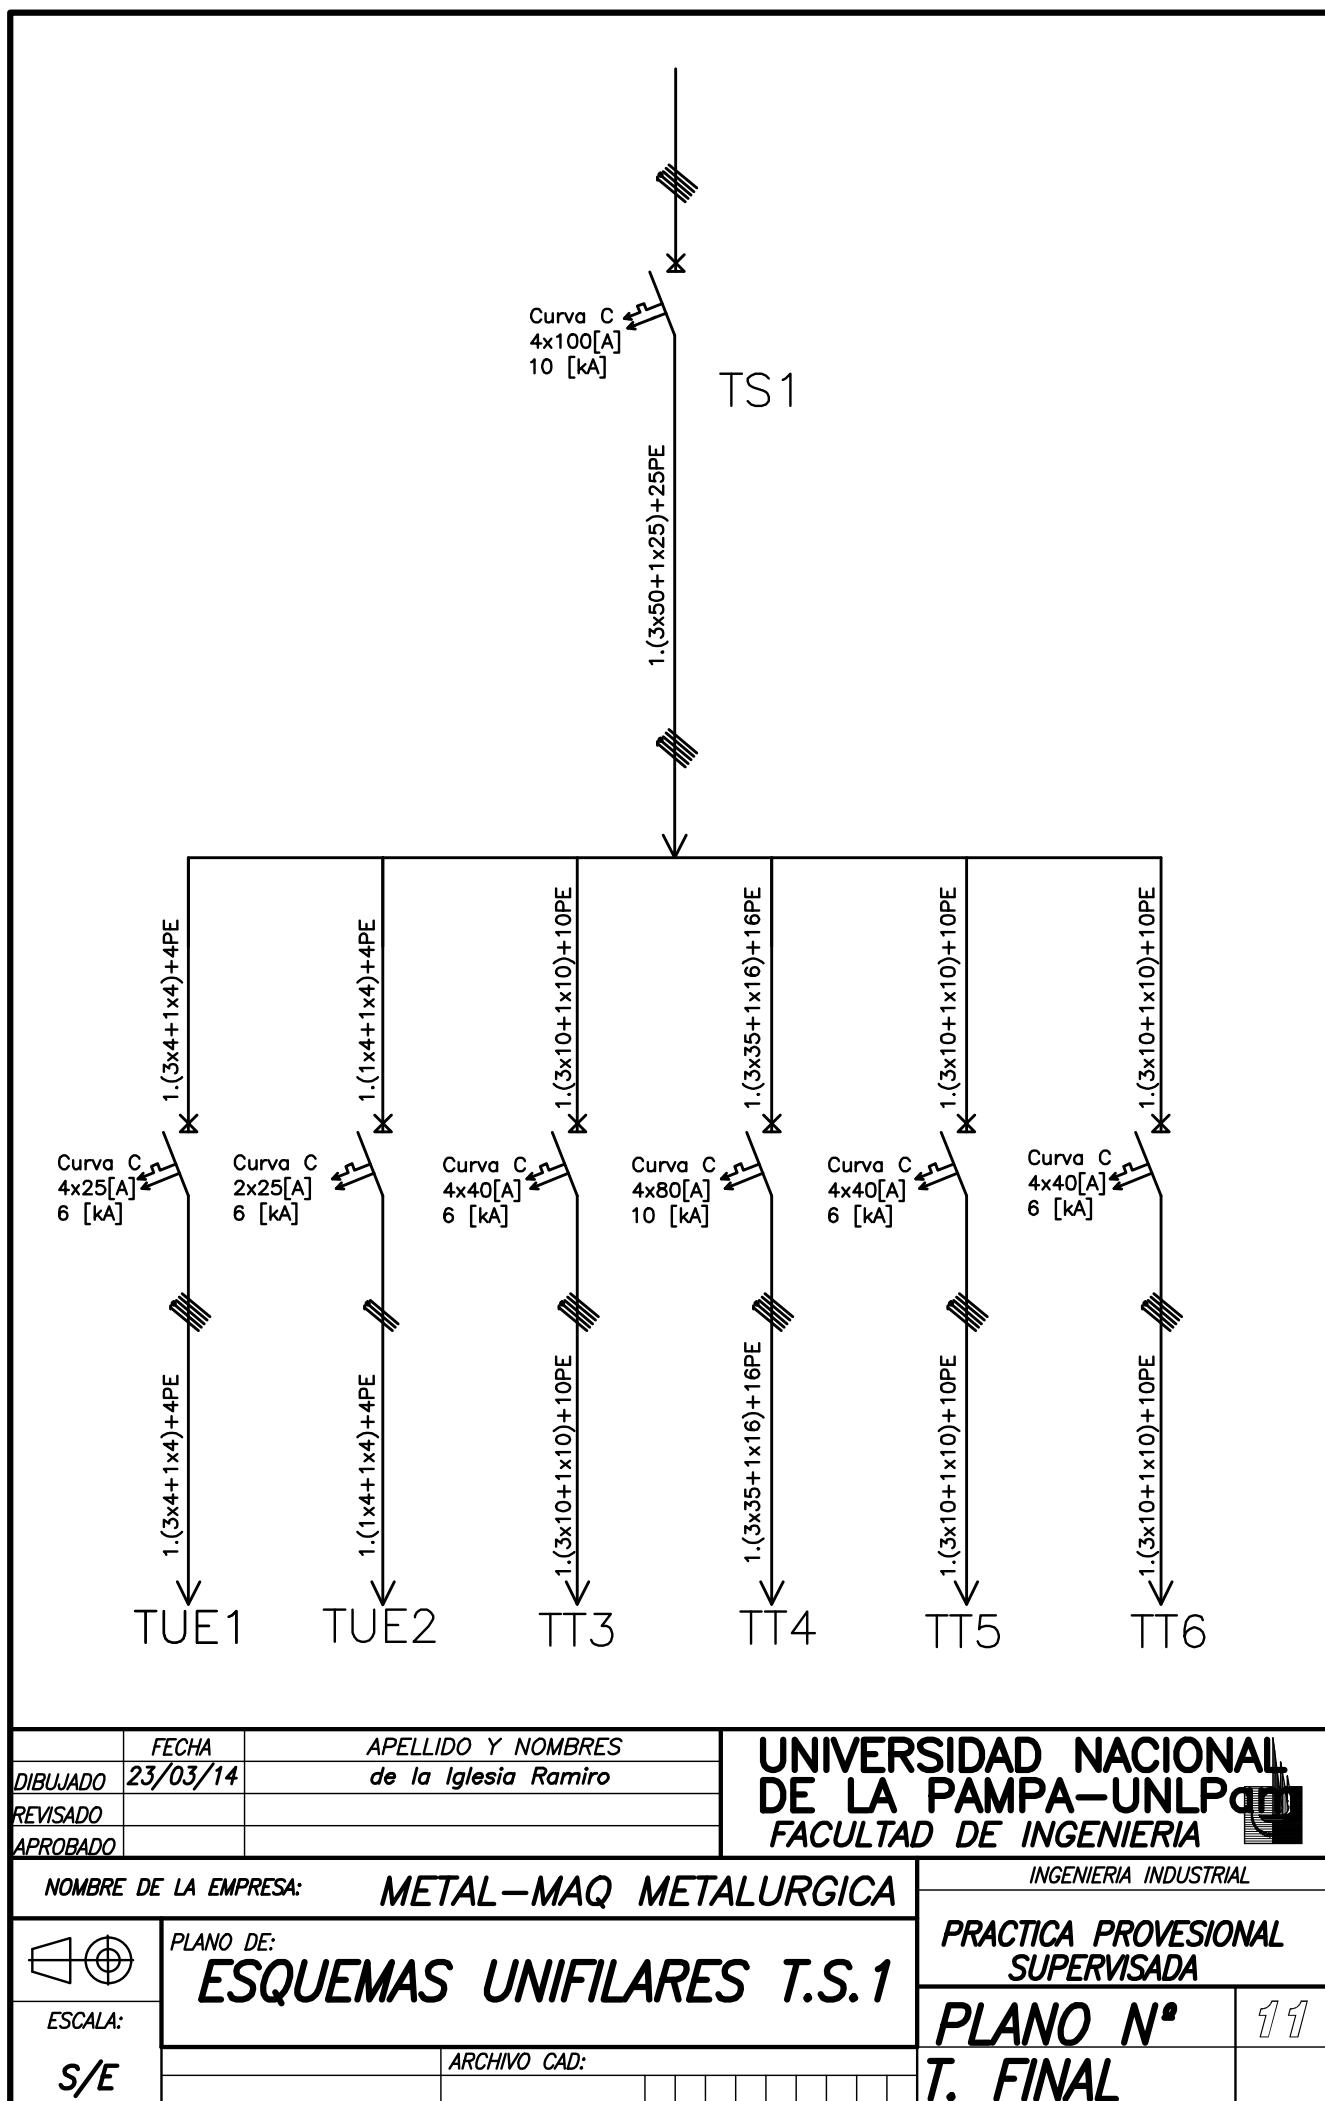 Curva C
4x100[A]
10 [kA]
TS1
1.(3x50+1x25)+25PE
1.(3x4+1x4)+4PE
1.(1x4+1x4)+4PE
1.(3x10+1x10)+10PE
1.(3x35+1x16)+16PE
1.(3x10+1x10)+10PE
1.(3x10+1x10)+10PE
Curva C
4x25[A]
6 [kA]
Curva C
2x25[A]
6 [kA]
Curva C
4x40[A]
6 [kA]
Curva C
4x80[A]
10 [kA]
Curva C
4x40[A]
6 [kA]
Curva C
4x40[A]
6 [kA]
1.(3x4+1x4)+4PE
1.(1x4+1x4)+4PE
1.(3x10+1x10)+10PE
1.(3x35+1x16)+16PE
1.(3x10+1x10)+10PE
1.(3x10+1x10)+10PE
TUE1
TUE2
TT3
TT4
TT5
TT6
FECHA
APELLIDO Y NOMBRES
DIBUJADO
23/03/14
de la Iglesia Ramiro
REVISADO
APROBADO
UNIVERSIDAD NACIONAL
DE LA PAMPA-UNLPam
FACULTAD DE INGENIERIA
NOMBRE DE LA EMPRESA:
METAL-MAQ METALURGICA
INGENIERIA INDUSTRIAL
PRACTICA PROVESIONAL
SUPERVISADA
PLANO DE:
ESQUEMAS UNIFILARES T.S.1
ESCALA:
S/E
ARCHIVO CAD:
PLANO Nº
11
T. FINAL